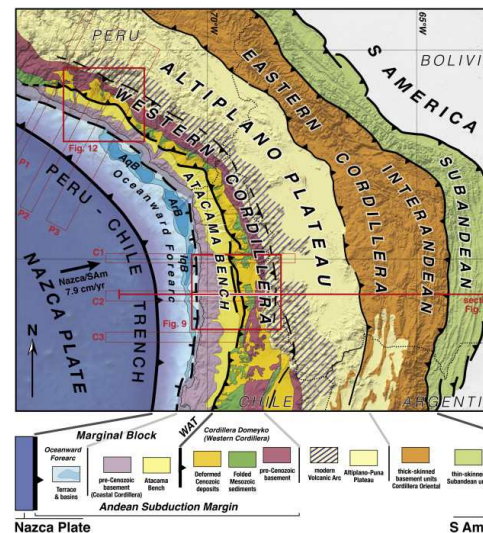 PERU
70°W
65°W
BOLIVI
S AMERICA
SUBANDEAN
INTERANDEAN
EASTERN CORDILLERA
ALTIPLANO PLATEAU
WESTERN CORDILLERA
ATACAMA BENCH
Oceanward Forearc
AqB
ArB
IqB
Fig. 12
P1
P2
P3
PERU - CHILE TRENCH
NAZCA PLATE
Nazca/SAm
7.9 cm/yr
C1
C2
C3
Fig. 9
secti
Fig.
N
CHILE
ARGENTI
Marginal Block
WAT
Cordillera Domeyko
(Western Cordillera)
Oceanward
Forearc
Terrace
& basins
pre-Cenozoic
basement
(Coastal Cordillera)
Atacama
Bench
Deformed
Cenozoic
deposits
Folded
Mesozoic
sediments
pre-Cenozoic
basement
modern
Volcanic Arc
Altiplano-Puna
Plateau
thick-skinned
basement units
Cordillera Oriental
thin-skinne
Subandean un
Andean Subduction Margin
Nazca Plate
S Am